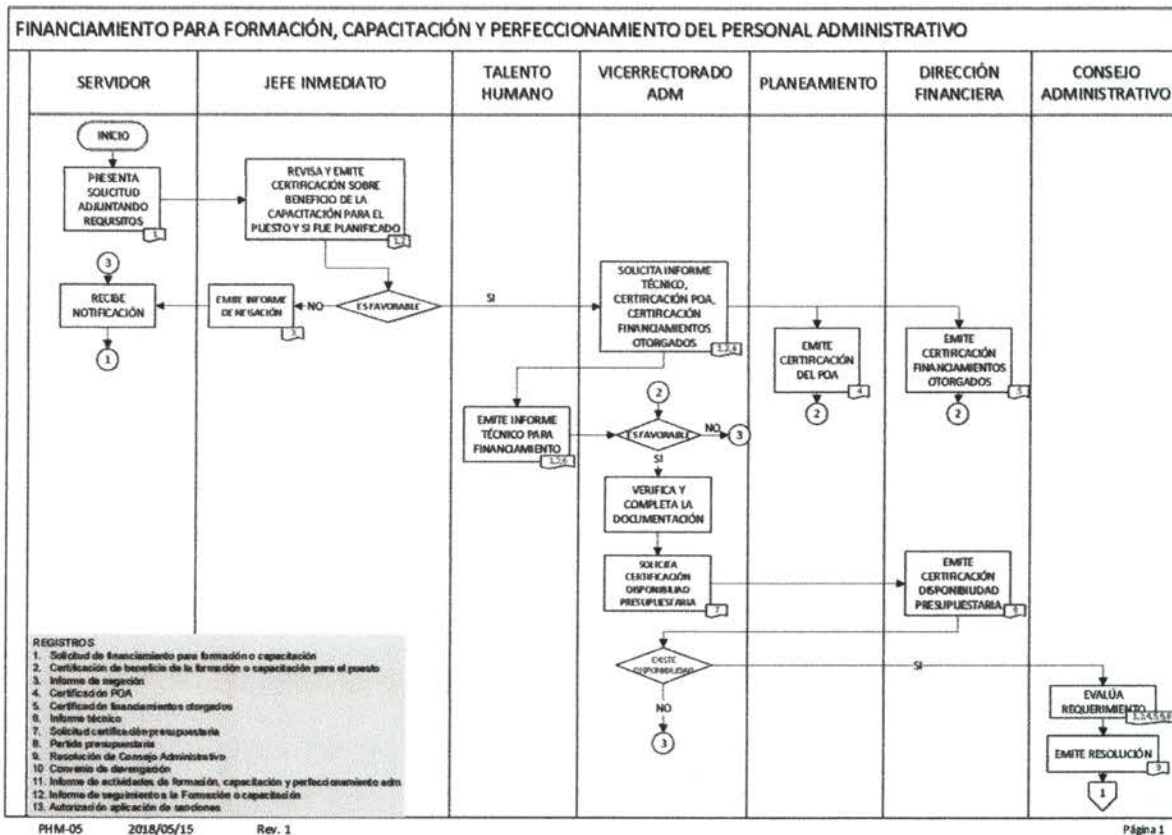 FINANCIAMIENTO PARA FORMACIÓN, CAPACITACIÓN Y PERFECCIONAMIENTO DEL PERSONAL ADMINISTRATIVO
SERVIDOR
JEFE INMEDIATO
TALENTO
HUMANO
VICERRECTORADO
ADM
PLANEAMIENTO
DIRECCIÓN
FINANCIERA
CONSEJO
ADMINISTRATIVO
INICIO
PRESENTA
SOLICITUD
ADJUNTANDO
REQUISITOS
1
REVISA Y EMITE
CERTIFICACIÓN SOBRE
BENEFICIO DE LA
CAPACITACIÓN PARA EL
PUESTO Y SI FUE PLANIFICADO
1,2
3
RECIBE
NOTIFICACIÓN
1
EMITE INFORME
DE NEGACIÓN
3
NO
ES FAVORABLE
SI
SOLICITA INFORME
TÉCNICO,
CERTIFICACIÓN POA,
CERTIFICACIÓN
FINANCIAMIENTOS
OTORGADOS
EMITE
CERTIFICACIÓN
DEL POA
4
2
EMITE
CERTIFICACIÓN
FINANCIAMIENTOS
OTORGADOS
5
2
EMITE INFORME
TÉCNICO PARA
FINANCIAMIENTO
1,2,6
2
ES FAVORABLE
NO
3
SI
VERIFICA Y
COMPLETA LA
DOCUMENTACIÓN
SOLICITA
CERTIFICACIÓN
DISPONIBILIAD
PRESUPUESTARIA
7
EMITE
CERTIFICACIÓN
DISPONIBILIDAD
PRESUPUESTARIA
EXISTE
DISPONIBILIDAD
SI
NO
3
EVALÚA
REQUERIMIENTO
EMITE RESOLUCIÓN
9
1
REGISTROS
1. Solicitud de financiamiento para formación o capacitación
2. Certificación de beneficio de la formación o capacitación para el puesto
3. Informe de negación
4. Certificación POA
5. Certificación financiamientos otorgados
6. Informe técnico
7. Solicitud certificación presupuestaria
8. Partida presupuestaria
9. Resolución de Consejo Administrativo
10 Convenio de devengación
11. Informe de actividades de formación, capacitación y perfeccionamiento adm
12. Informe de seguimiento a la Formación o capacitación
13. Autorización aplicación de sanciones
PHM-05 2018/05/15 Rev. 1
Página 1